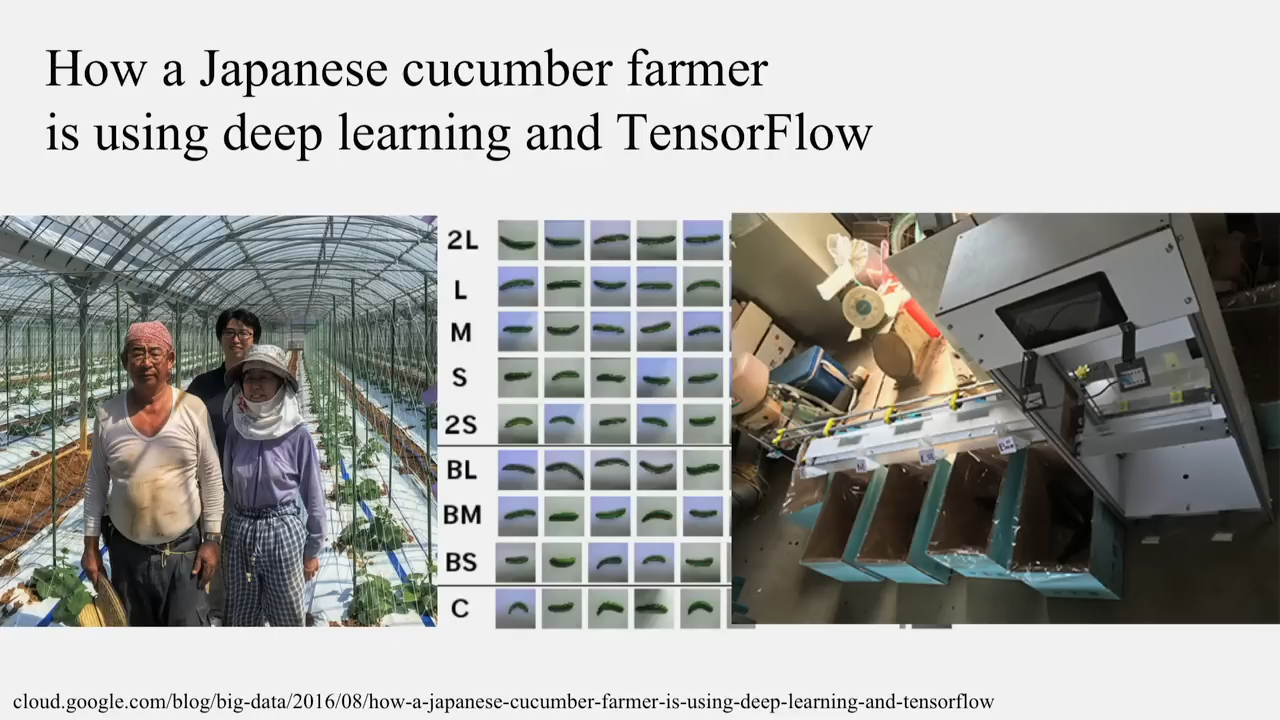 How a Japanese cucumber farmer
is using deep learning and TensorFlow
2L
L
M
S
2S
BL
BM
BS
C
cloud.google.com/blog/big-data/2016/08/how-a-japanese-cucumber-farmer-is-using-deep-learning-and-tensorflow